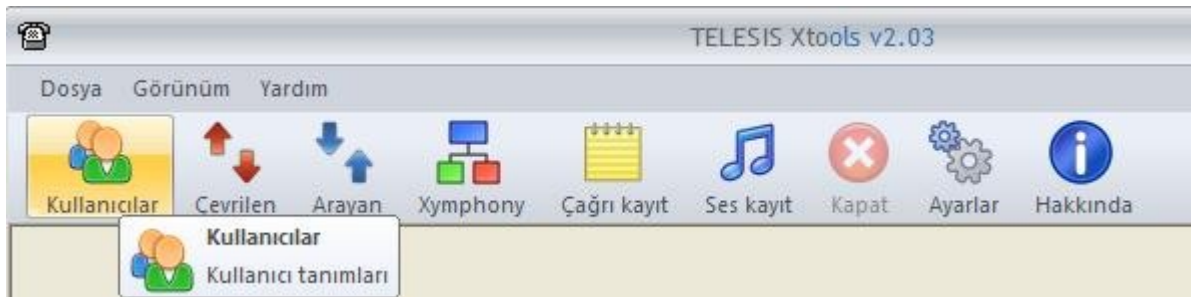 TELESIS Xtools v2.03
Dosya Görünüm Yardım
Kullanıcılar Çevrilen Arayan Xymphony Çağrı kayıt Ses kayıt Kapat Ayarlar Hakkında
Kullanıcılar
Kullanıcı tanımları